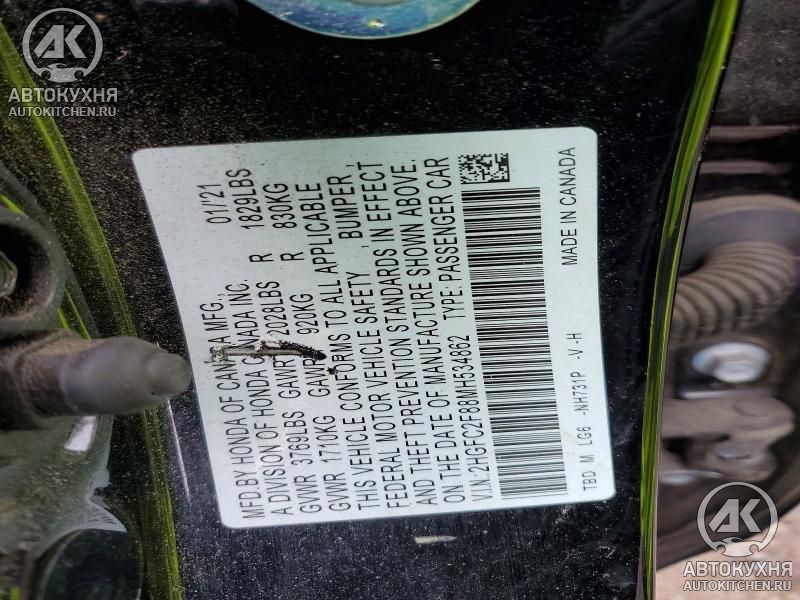 АК
АВТОКУХНЯ
AUTOKITCHEN.RU
MFD.BY HONDA OF CANADA MFG., 01/21
A DIVISION OF HONDA CANADA INC.
GVWR 3769LBS GAWR F 2028LBS R 1829LBS
GVWR 1710KG GAWR F 920KG R 830KG
THIS VEHICLE CONFORMS TO ALL APPLICABLE
FEDERAL MOTOR VEHICLE SAFETY BUMPER,
AND THEFT PREVENTION STANDARDS IN EFFECT
ON THE DATE OF MANUFACTURE SHOWN ABOVE.
V.I.N.:2HGFC2F88MH534862 TYPE: PASSENGER CAR
TBD M LG6 -NH731P -V -H MADE IN CANADA
АК
АВТОКУХНЯ
AUTOKITCHEN.RU